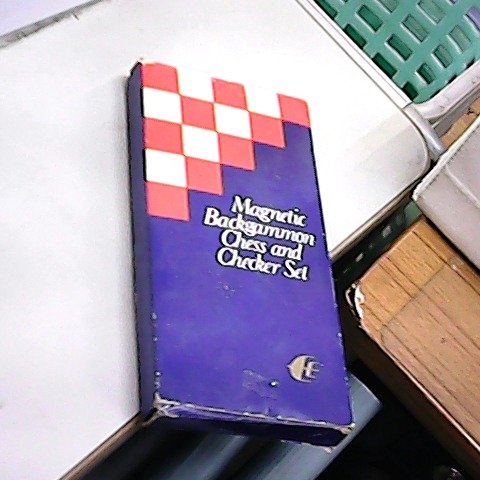 Magnetic
Backgammon
Chess and
Checker Set